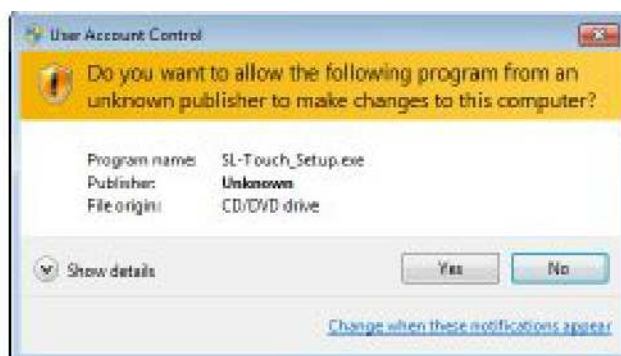 User Account Control
Do you want to allow the following program from an
unknown publisher to make changes to this computer?
Program name: SL-Touch_Setup.exe
Publisher: Unknown
File origin: CD/DVD drive
Show details
Yes
No
Change when these notifications appear